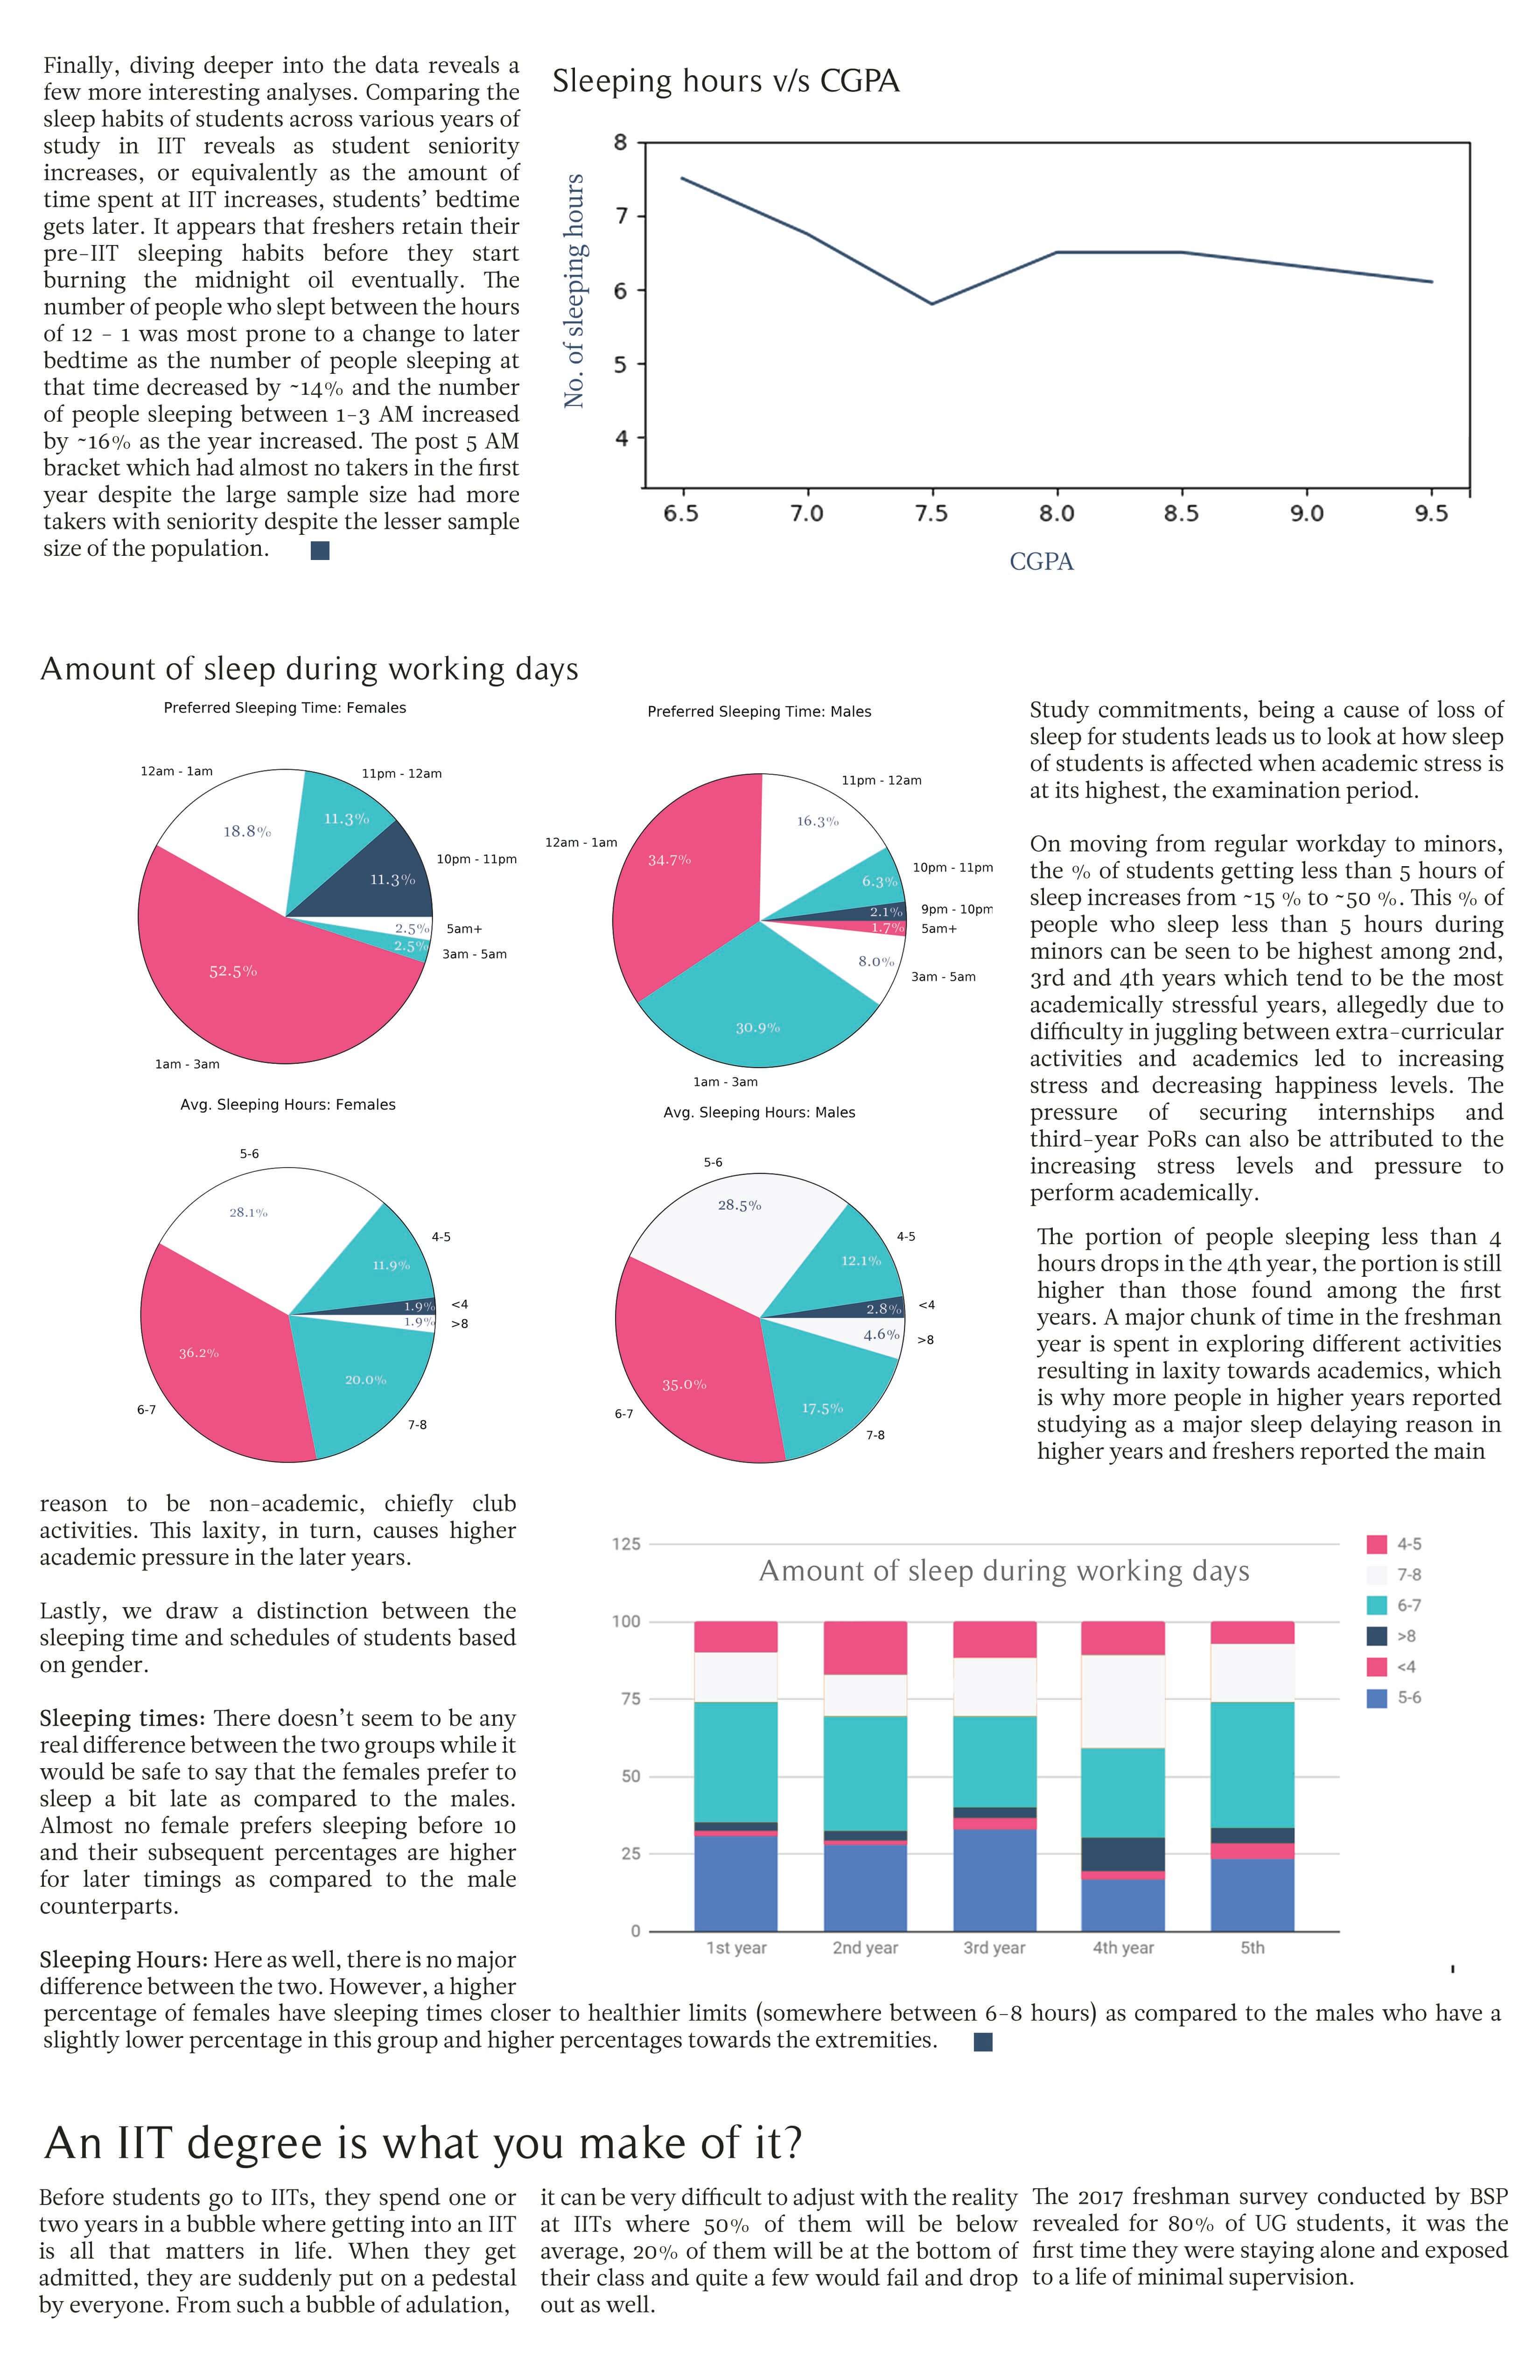 Finally, diving deeper into the data reveals a
few more interesting analyses. Comparing the
sleep habits of students across various years of
study in IIT reveals as student seniority
increases, or equivalently as the amount of
time spent at IIT increases, students’ bedtime
gets later. It appears that freshers retain their
pre-IIT sleeping habits before they start
burning the midnight oil eventually. The
number of people who slept between the hours
of 12 - 1 was most prone to a change to later
bedtime as the number of people sleeping at
that time decreased by ~14% and the number
of people sleeping between 1-3 AM increased
by ~16% as the year increased. The post 5 AM
bracket which had almost no takers in the first
year despite the large sample size had more
takers with seniority despite the lesser sample
size of the population.
Sleeping hours v/s CGPA
No. of sleeping hours
8
7
6
5
4
6.5 7.0 7.5 8.0 8.5 9.0 9.5
CGPA
Amount of sleep during working days
Preferred Sleeping Time: Females
12am - 1am
11pm - 12am
18.8%
11.3%
10pm - 11pm
11.3%
2.5%
5am+
2.5%
3am - 5am
52.5%
1am - 3am
Preferred Sleeping Time: Males
11pm - 12am
16.3%
12am - 1am
34.7%
10pm - 11pm
6.3%
9pm - 10pm
2.1%
5am+
1.7%
8.0%
3am - 5am
30.9%
1am - 3am
Avg. Sleeping Hours: Females
5-6
28.1%
4-5
11.9%
<4
1.9%
1.9%
>8
36.2%
20.0%
6-7
7-8
Avg. Sleeping Hours: Males
5-6
28.5%
4-5
12.1%
<4
2.8%
4.6%
>8
35.0%
17.5%
6-7
7-8
Study commitments, being a cause of loss of
sleep for students leads us to look at how sleep
of students is affected when academic stress is
at its highest, the examination period.
On moving from regular workday to minors,
the % of students getting less than 5 hours of
sleep increases from ~15 % to ~50 %. This % of
people who sleep less than 5 hours during
minors can be seen to be highest among 2nd,
3rd and 4th years which tend to be the most
academically stressful years, allegedly due to
difficulty in juggling between extra-curricular
activities and academics led to increasing
stress and decreasing happiness levels. The
pressure of securing internships and
third-year PoRs can also be attributed to the
increasing stress levels and pressure to
perform academically.
The portion of people sleeping less than 4
hours drops in the 4th year, the portion is still
higher than those found among the first
years. A major chunk of time in the freshman
year is spent in exploring different activities
resulting in laxity towards academics, which
is why more people in higher years reported
studying as a major sleep delaying reason in
higher years and freshers reported the main
reason to be non-academic, chiefly club
activities. This laxity, in turn, causes higher
academic pressure in the later years.
Lastly, we draw a distinction between the
sleeping time and schedules of students based
on gender.
Sleeping times: There doesn’t seem to be any
real difference between the two groups while it
would be safe to say that the females prefer to
sleep a bit late as compared to the males.
Almost no female prefers sleeping before 10
and their subsequent percentages are higher
for later timings as compared to the male
counterparts.
Sleeping Hours: Here as well, there is no major
difference between the two. However, a higher
percentage of females have sleeping times closer to healthier limits (somewhere between 6-8 hours) as compared to the males who have a
slightly lower percentage in this group and higher percentages towards the extremities.
Amount of sleep during working days
125
100
75
50
25
0
1st year 2nd year 3rd year 4th year 5th
4-5
7-8
6-7
>8
<4
5-6
An IIT degree is what you make of it?
Before students go to IITs, they spend one or
two years in a bubble where getting into an IIT
is all that matters in life. When they get
admitted, they are suddenly put on a pedestal
by everyone. From such a bubble of adulation,
it can be very difficult to adjust with the reality
at IITs where 50% of them will be below
average, 20% of them will be at the bottom of
their class and quite a few would fail and drop
out as well.
The 2017 freshman survey conducted by BSP
revealed for 80% of UG students, it was the
first time they were staying alone and exposed
to a life of minimal supervision.